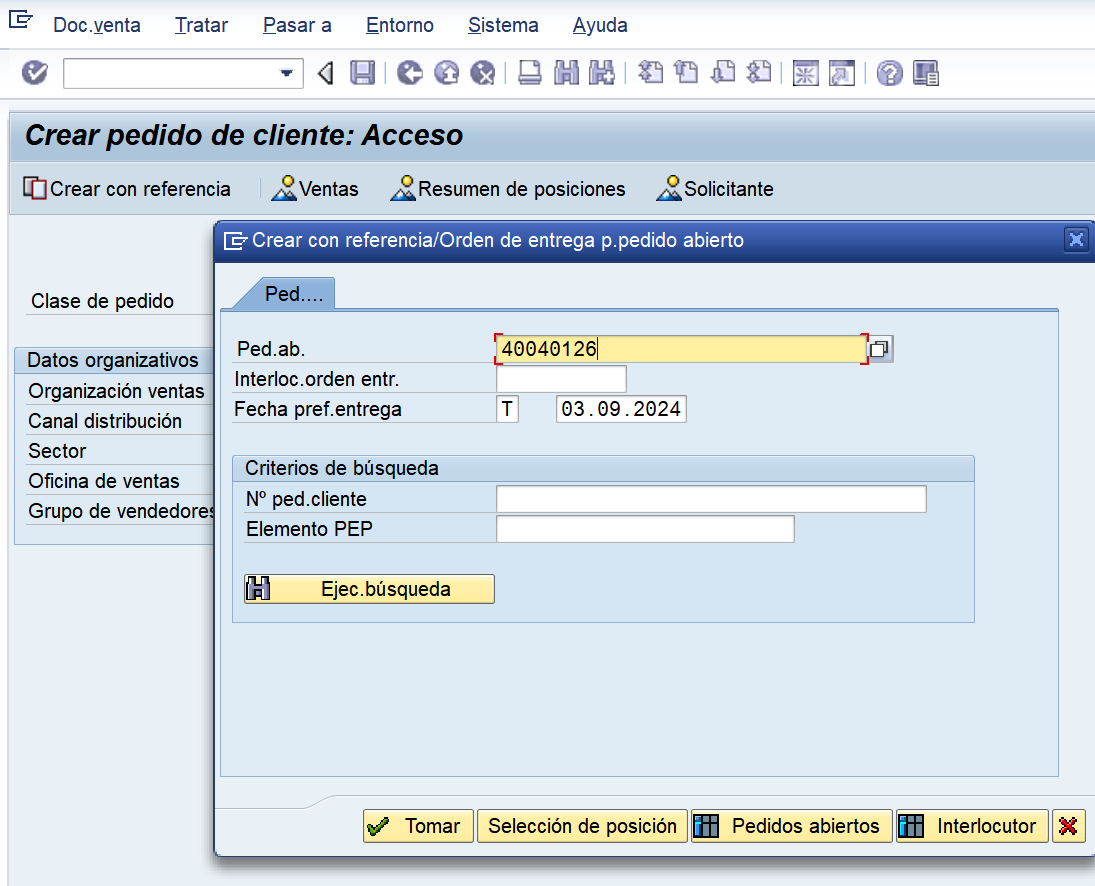 Doc.venta Tratar Pasar a Entorno Sistema Ayuda
Crear pedido de cliente: Acceso
Crear con referencia Ventas Resumen de posiciones Solicitante
Crear con referencia/Orden de entrega p.pedido abierto
Clase de pedido
Datos organizativos
Organización ventas
Canal distribución
Sector
Oficina de ventas
Grupo de vendedores
Ped....
Ped.ab. 40040126
Interloc.orden entr.
Fecha pref.entrega T 03.09.2024
Criterios de búsqueda
Nº ped.cliente
Elemento PEP
Ejec.búsqueda
Tomar Selección de posición Pedidos abiertos Interlocutor